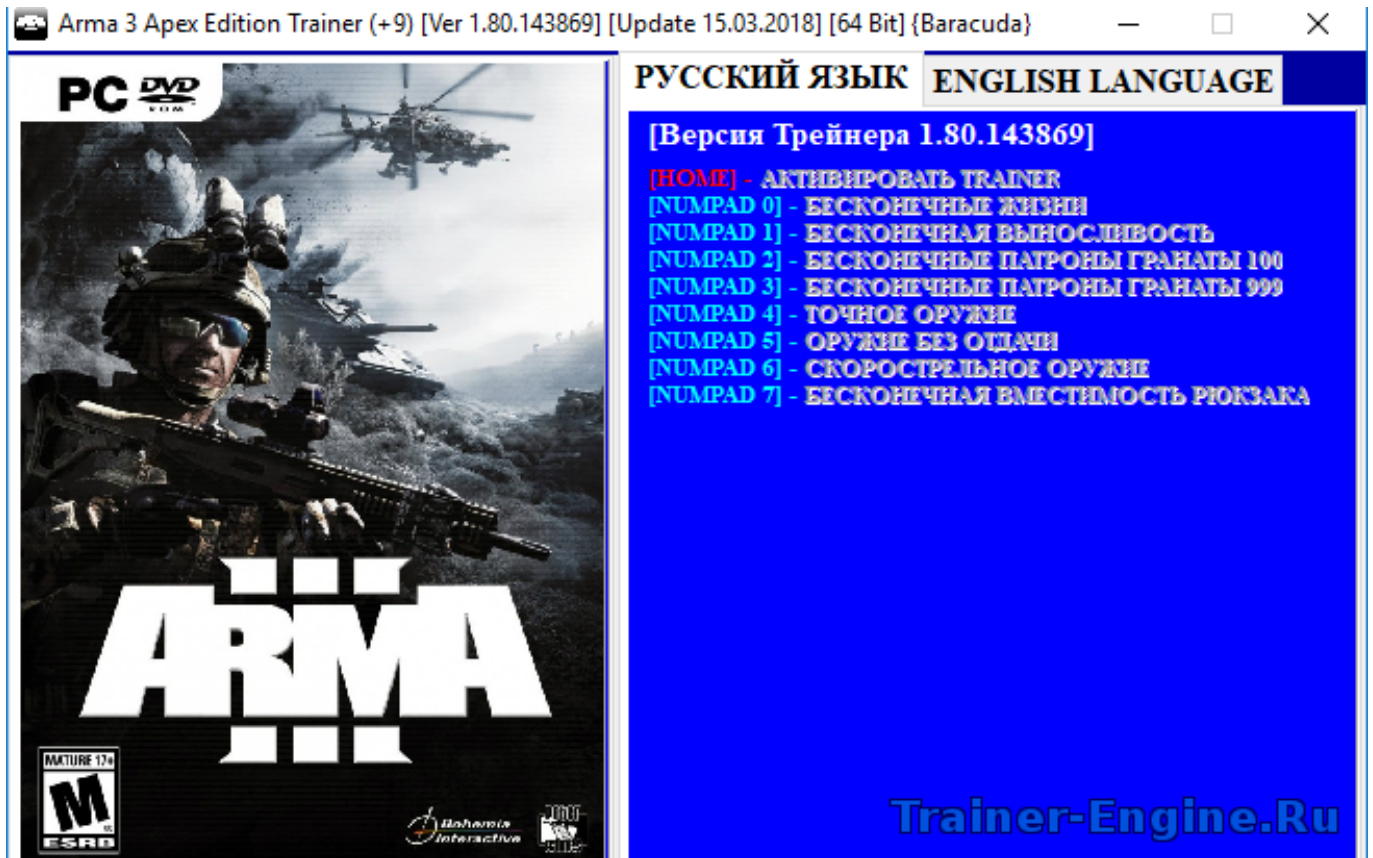 Arma 3 Apex Edition Trainer (+9) [Ver 1.80.143869] [Update 15.03.2018] [64 Bit] {Baracuda}
PC DVD
ROM
РУССКИЙ ЯЗЫК
ENGLISH LANGUAGE
[Версия Трейнера 1.80.143869]
[HOME] - АКТИВИРОВАТЬ TRAINER
[NUMPAD 0] - БЕСКОНЕЧНЫЕ ЖИЗНИ
[NUMPAD 1] - БЕСКОНЕЧНАЯ ВЫНОСЛИВОСТЬ
[NUMPAD 2] - БЕСКОНЕЧНЫЕ ПАТРОНЫ ГРАНАТЫ 100
[NUMPAD 3] - БЕСКОНЕЧНЫЕ ПАТРОНЫ ГРАНАТЫ 999
[NUMPAD 4] - ТОЧНОЕ ОРУЖИЕ
[NUMPAD 5] - ОРУЖИЕ БЕЗ ОТДАЧИ
[NUMPAD 6] - СКОРОСТРЕЛЬНОЕ ОРУЖИЕ
[NUMPAD 7] - БЕСКОНЕЧНАЯ ВМЕСТИМОСТЬ РЮКЗАКА
III
ARMA
MATURE 17+
M
ESRB
Bohemia
Interactive
Trainer-Engine.Ru